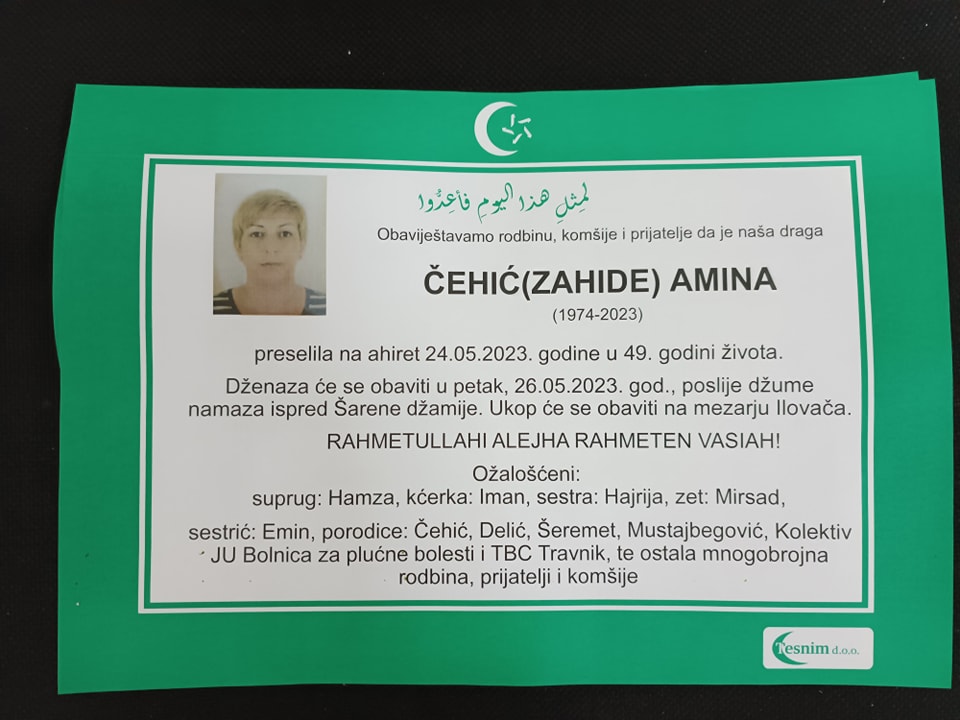 لِمِثْلِ هذا اليومِ فأعِدُّوا
Obaviještavamo rodbinu, komšije i prijatelje da je naša draga
ČEHIĆ(ZAHIDE) AMINA
(1974-2023)
preselila na ahiret 24.05.2023. godine u 49. godini života.
Dženaza će se obaviti u petak, 26.05.2023. god., poslije džume
namaza ispred Šarene džamije. Ukop će se obaviti na mezarju Ilovača.
RAHMETULLAHI ALEJHA RAHMETEN VASIAH!
Ožalošćeni:
suprug: Hamza, kćerka: Iman, sestra: Hajrija, zet: Mirsad,
sestrić: Emin, porodice: Čehić, Delić, Šeremet, Mustajbegović, Kolektiv
JU Bolnica za plućne bolesti i TBC Travnik, te ostala mnogobrojna
rodbina, prijatelji i komšije
Tesnim d.o.o.